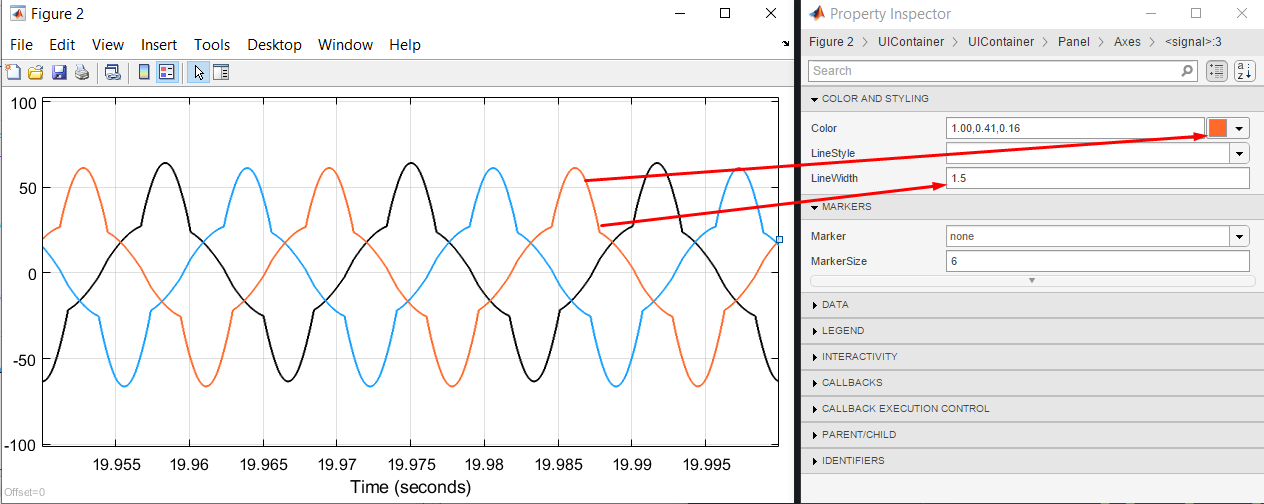 Figure 2
File Edit View Insert Tools Desktop Window Help
100
50
0
-50
-100
19.955 19.96 19.965 19.97 19.975 19.98 19.985 19.99 19.995
Time (seconds)
Offset=0
Property Inspector
Figure 2 > UIContainer > UIContainer > Panel > Axes > <signal>:3
Search
a
z
COLOR AND STYLING
Color 1.00,0.41,0.16
LineStyle
LineWidth 1.5
MARKERS
Marker none
MarkerSize 6
DATA
LEGEND
INTERACTIVITY
CALLBACKS
CALLBACK EXECUTION CONTROL
PARENT/CHILD
IDENTIFIERS